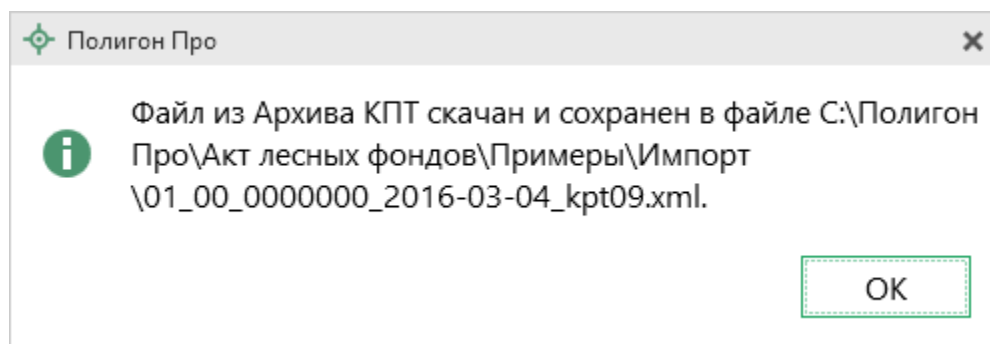 Полигон Про
Файл из Архива КПТ скачан и сохранен в файле C:\Полигон
Про\Акт лесных фондов\Примеры\Импорт
\01_00_0000000_2016-03-04_kpt09.xml.
OK